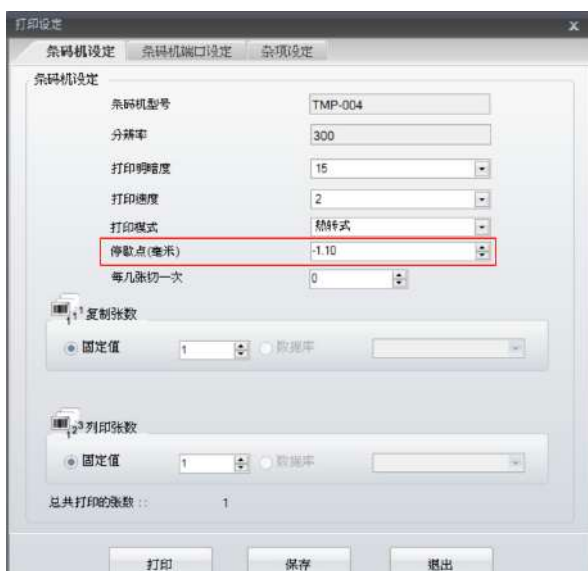 打印设定 x
条码机设定 条码机端口设定 杂项设定
条码机设定
条码机型号 TMP-004
分辨率 300
打印明暗度 15
打印速度 2
打印模式 热转式
停歇点(毫米) -1.10
每几张切一次 0
复制张数
固定值 1 数据库
列印张数
固定值 1 数据库
总共打印的张数 :: 1
打印 保存 退出